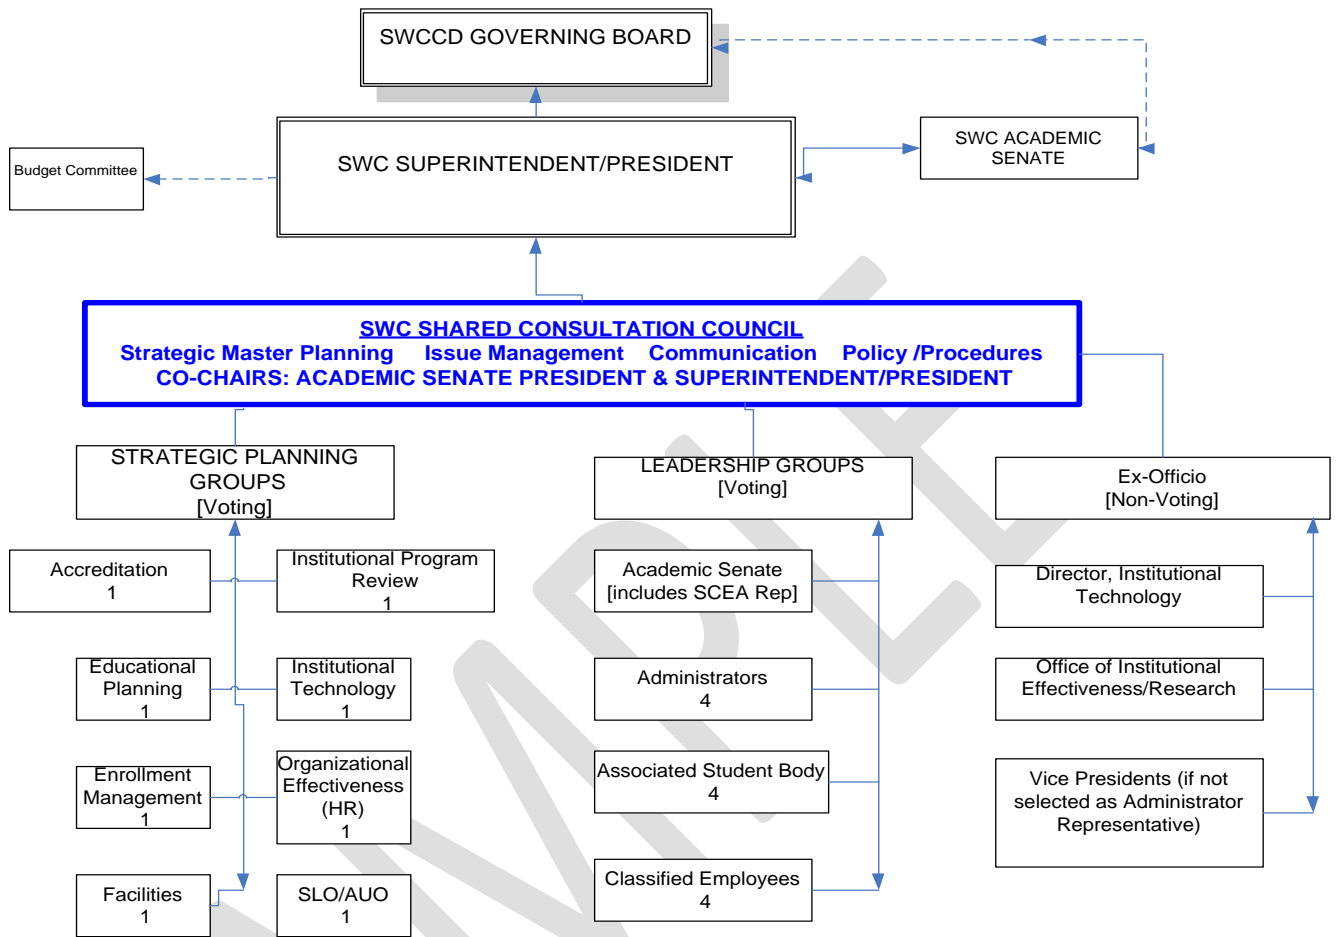 SWCCD GOVERNING BOARD
SWC SUPERINTENDENT/PRESIDENT
SWC ACADEMIC
SENATE
Budget Committee
SWC SHARED CONSULTATION COUNCIL
Strategic Master Planning Issue Management Communication Policy /Procedures
CO-CHAIRS: ACADEMIC SENATE PRESIDENT & SUPERINTENDENT/PRESIDENT
STRATEGIC PLANNING
GROUPS
[Voting]
Accreditation
1
Institutional Program
Review
1
Educational
Planning
1
Institutional
Technology
1
Enrollment
Management
1
Organizational
Effectiveness
(HR)
1
Facilities
1
SLO/AUO
1
LEADERSHIP GROUPS
[Voting]
Academic Senate
[includes SCEA Rep]
Administrators
4
Associated Student Body
4
Classified Employees
4
Ex-Officio
[Non-Voting]
Director, Institutional
Technology
Office of Institutional
Effectiveness/Research
Vice Presidents (if not
selected as Administrator
Representative)